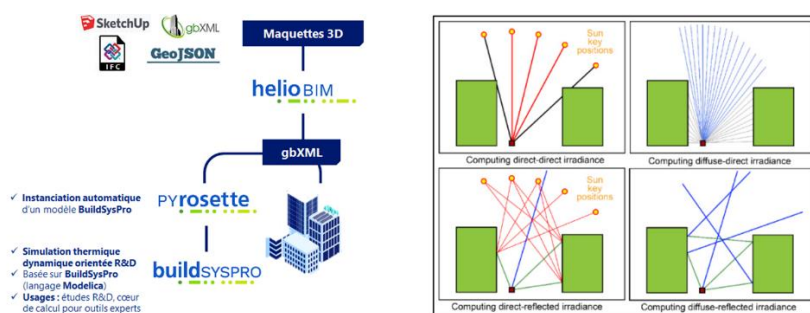 SketchUp
gbXML
IFC
GeoJSON
Maquettes 3D
helioBIM
gbXML
✓ Instanciation automatique
d'un modèle BuildSysPro
PYrosette
✓ Simulation thermique
dynamique orientée R&D
✓ Basée sur BuildSysPro
(langage Modelica)
✓ Usages : études R&D, cœur
de calcul pour outils experts
buildSYSPRO
Sun
key
positions
Computing direct-direct irradiance
Computing diffuse-direct irradiance
Sun
key
positions
Computing direct-reflected irradiance
Computing diffuse-reflected irradiance